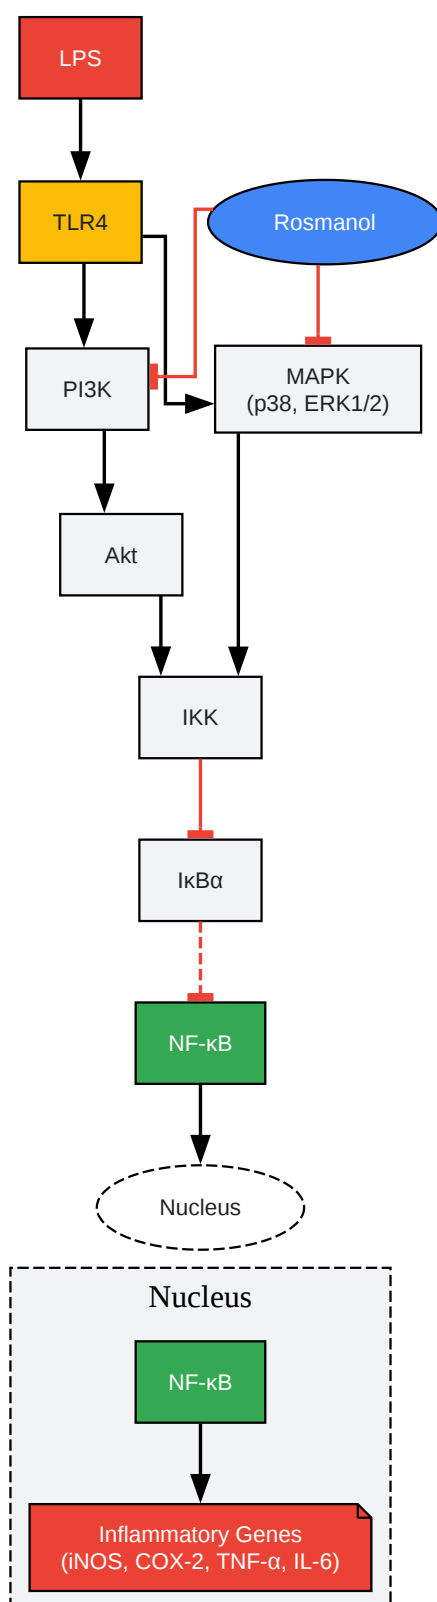 LPS
TLR4
Rosmanol
PI3K
MAPK
(p38, ERK1/2)
Akt
IKK
IκBα
NF-κB
Nucleus
Nucleus
NF-κB
Inflammatory Genes
(iNOS, COX-2, TNF-α, IL-6)